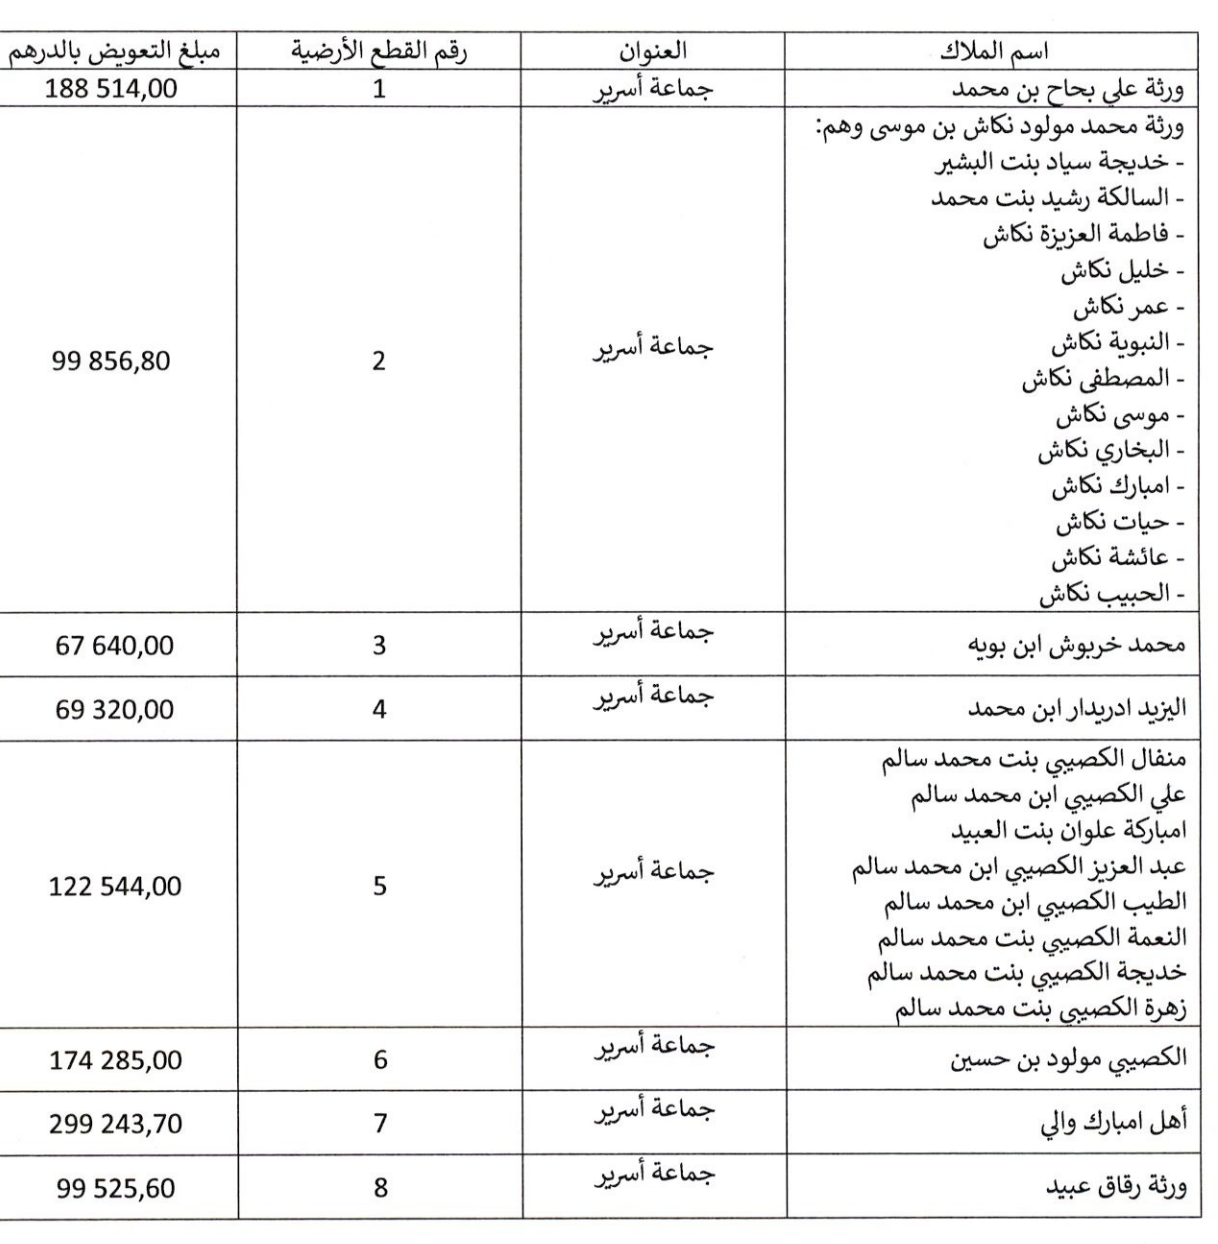 اسم الملاك العنوان رقم القطع الأرضية مبلغ التعويض بالدرهم
ورثة علي بحاح بن محمد جماعة أسرير 1 188 514,00
ورثة محمد مولود نكاش بن موسى وهم:
- خديجة سياد بنت البشير
- السالكة رشيد بنت محمد
- فاطمة العزيزة نكاش
- خليل نكاش
- عمر نكاش
- النبوية نكاش
جماعة أسرير 2 99 856,80
- المصطفى نكاش
- موسى نكاش
- البخاري نكاش
- امبارك نكاش
- حيات نكاش
- عائشة نكاش
- الحبيب نكاش
محمد خربوش ابن بويه جماعة أسرير 3 67 640,00
اليزيد ادريدار ابن محمد جماعة أسرير 4 69 320,00
منفال الكصيبي بنت محمد سالم
علي الكصيبي ابن محمد سالم
امباركة علوان بنت العبيد
عبد العزيز الكصيبي ابن محمد سالم جماعة أسرير 5 122 544,00
الطيب الكصيبي ابن محمد سالم
النعمة الكصيبي بنت محمد سالم
خديجة الكصيبي بنت محمد سالم
زهرة الكصيبي بنت محمد سالم
الكصيبي مولود بن حسين جماعة أسرير 6 174 285,00
أهل امبارك والي جماعة أسرير 7 299 243,70
ورثة رقاق عبيد جماعة أسرير 8 99 525,60